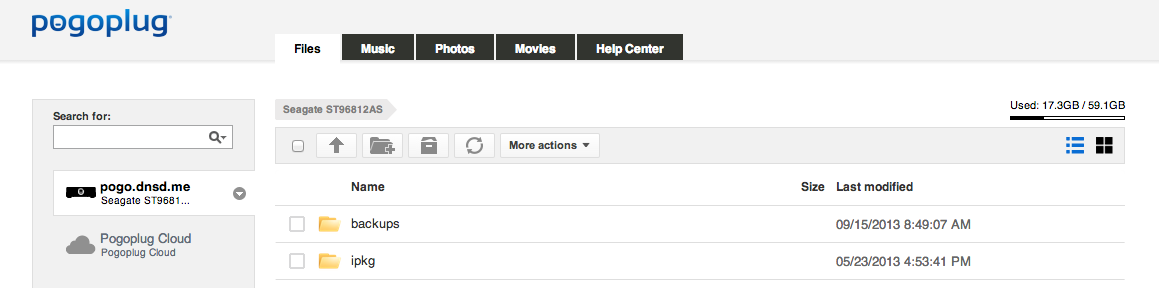 pogoplug
Files Music Photos Movies Help Center
Search for:
Seagate ST96812AS
Used: 17.3GB / 59.1GB
More actions
pogo.dnsd.me
Seagate ST9681...
Pogoplug Cloud
Pogoplug Cloud
Name Size Last modified
backups 09/15/2013 8:49:07 AM
ipkg 05/23/2013 4:53:41 PM